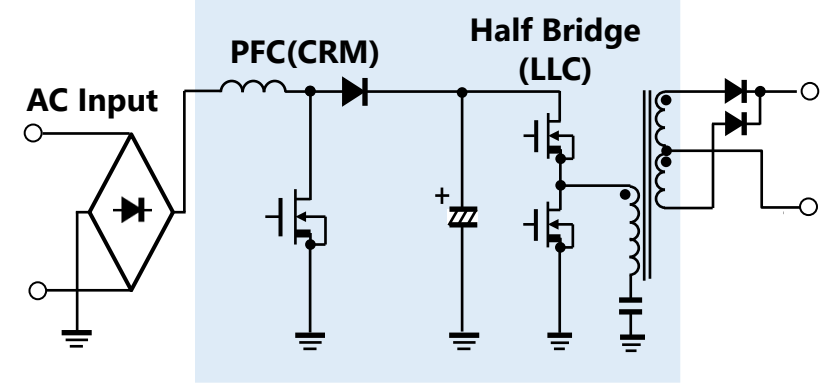 Half Bridge
(LLC)
PFC(CRM)
AC Input
+